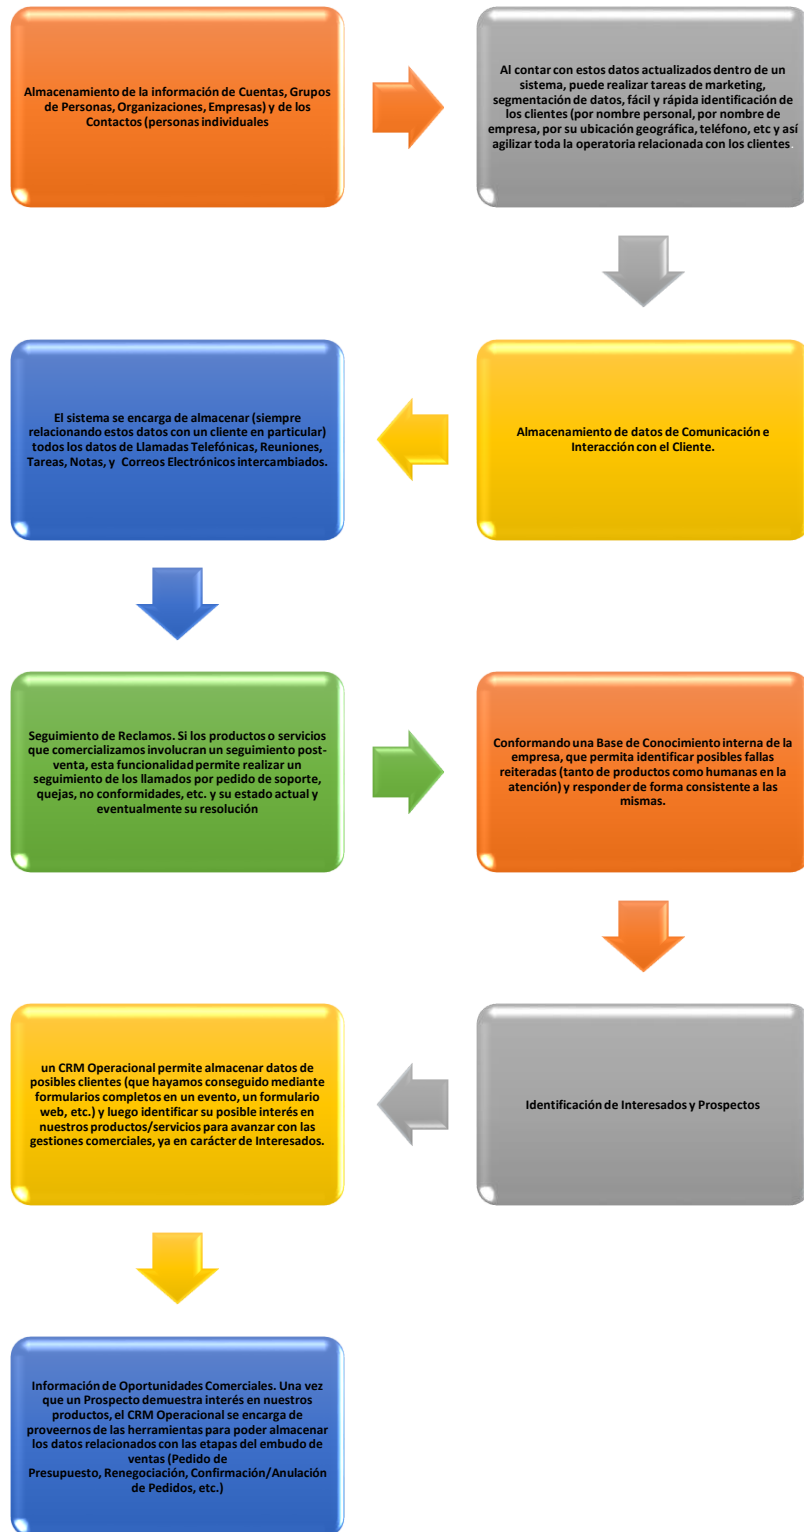 Almacenamiento de la información de Cuentas, Grupos
de Personas, Organizaciones, Empresas) y de los
Contactos (personas individuales
Al contar con estos datos actualizados dentro de un
sistema, puede realizar tareas de marketing,
segmentación de datos, fácil y rápida identificación de
los clientes (por nombre personal, por nombre de
empresa, por su ubicación geográfica, teléfono, etc y así
agilizar toda la operatoria relacionada con los clientes.
Almacenamiento de datos de Comunicación e
Interacción con el Cliente.
El sistema se encarga de almacenar (siempre
relacionando estos datos con un cliente en particular)
todos los datos de Llamadas Telefónicas, Reuniones,
Tareas, Notas, y Correos Electrónicos intercambiados.
Seguimiento de Reclamos. Si los productos o servicios
que comercializamos involucran un seguimiento post-
venta, esta funcionalidad permite realizar un
seguimiento de los llamados por pedido de soporte,
quejas, no conformidades, etc. y su estado actual y
eventualmente su resolución
Conformando una Base de Conocimiento interna de la
empresa, que permita identificar posibles fallas
reiteradas (tanto de productos como humanas en la
atención) y responder de forma consistente a las
mismas.
Identificación de Interesados y Prospectos
un CRM Operacional permite almacenar datos de
posibles clientes (que hayamos conseguido mediante
formularios completos en un evento, un formulario
web, etc.) y luego identificar su posible interés en
nuestros productos/servicios para avanzar con las
gestiones comerciales, ya en carácter de Interesados.
Información de Oportunidades Comerciales. Una vez
que un Prospecto demuestra interés en nuestros
productos, el CRM Operacional se encarga de
proveernos de las herramientas para poder almacenar
los datos relacionados con las etapas del embudo de
ventas (Pedido de
Presupuesto, Renegociación, Confirmación/Anulación
de Pedidos, etc.)